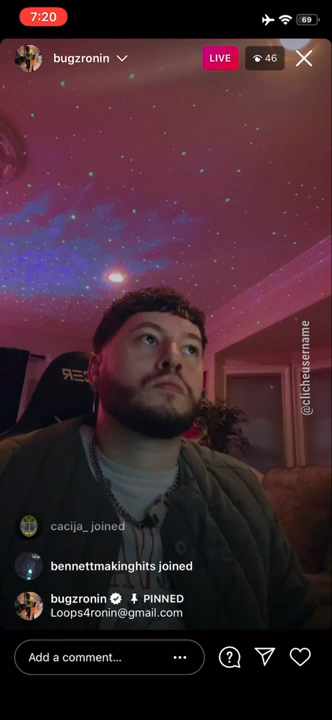 7:20
69
bugzronin
LIVE
46
@clicheusername
cacija_ joined
bennettmakinghits joined
bugzronin PINNED
Loops4ronin@gmail.com
Add a comment...